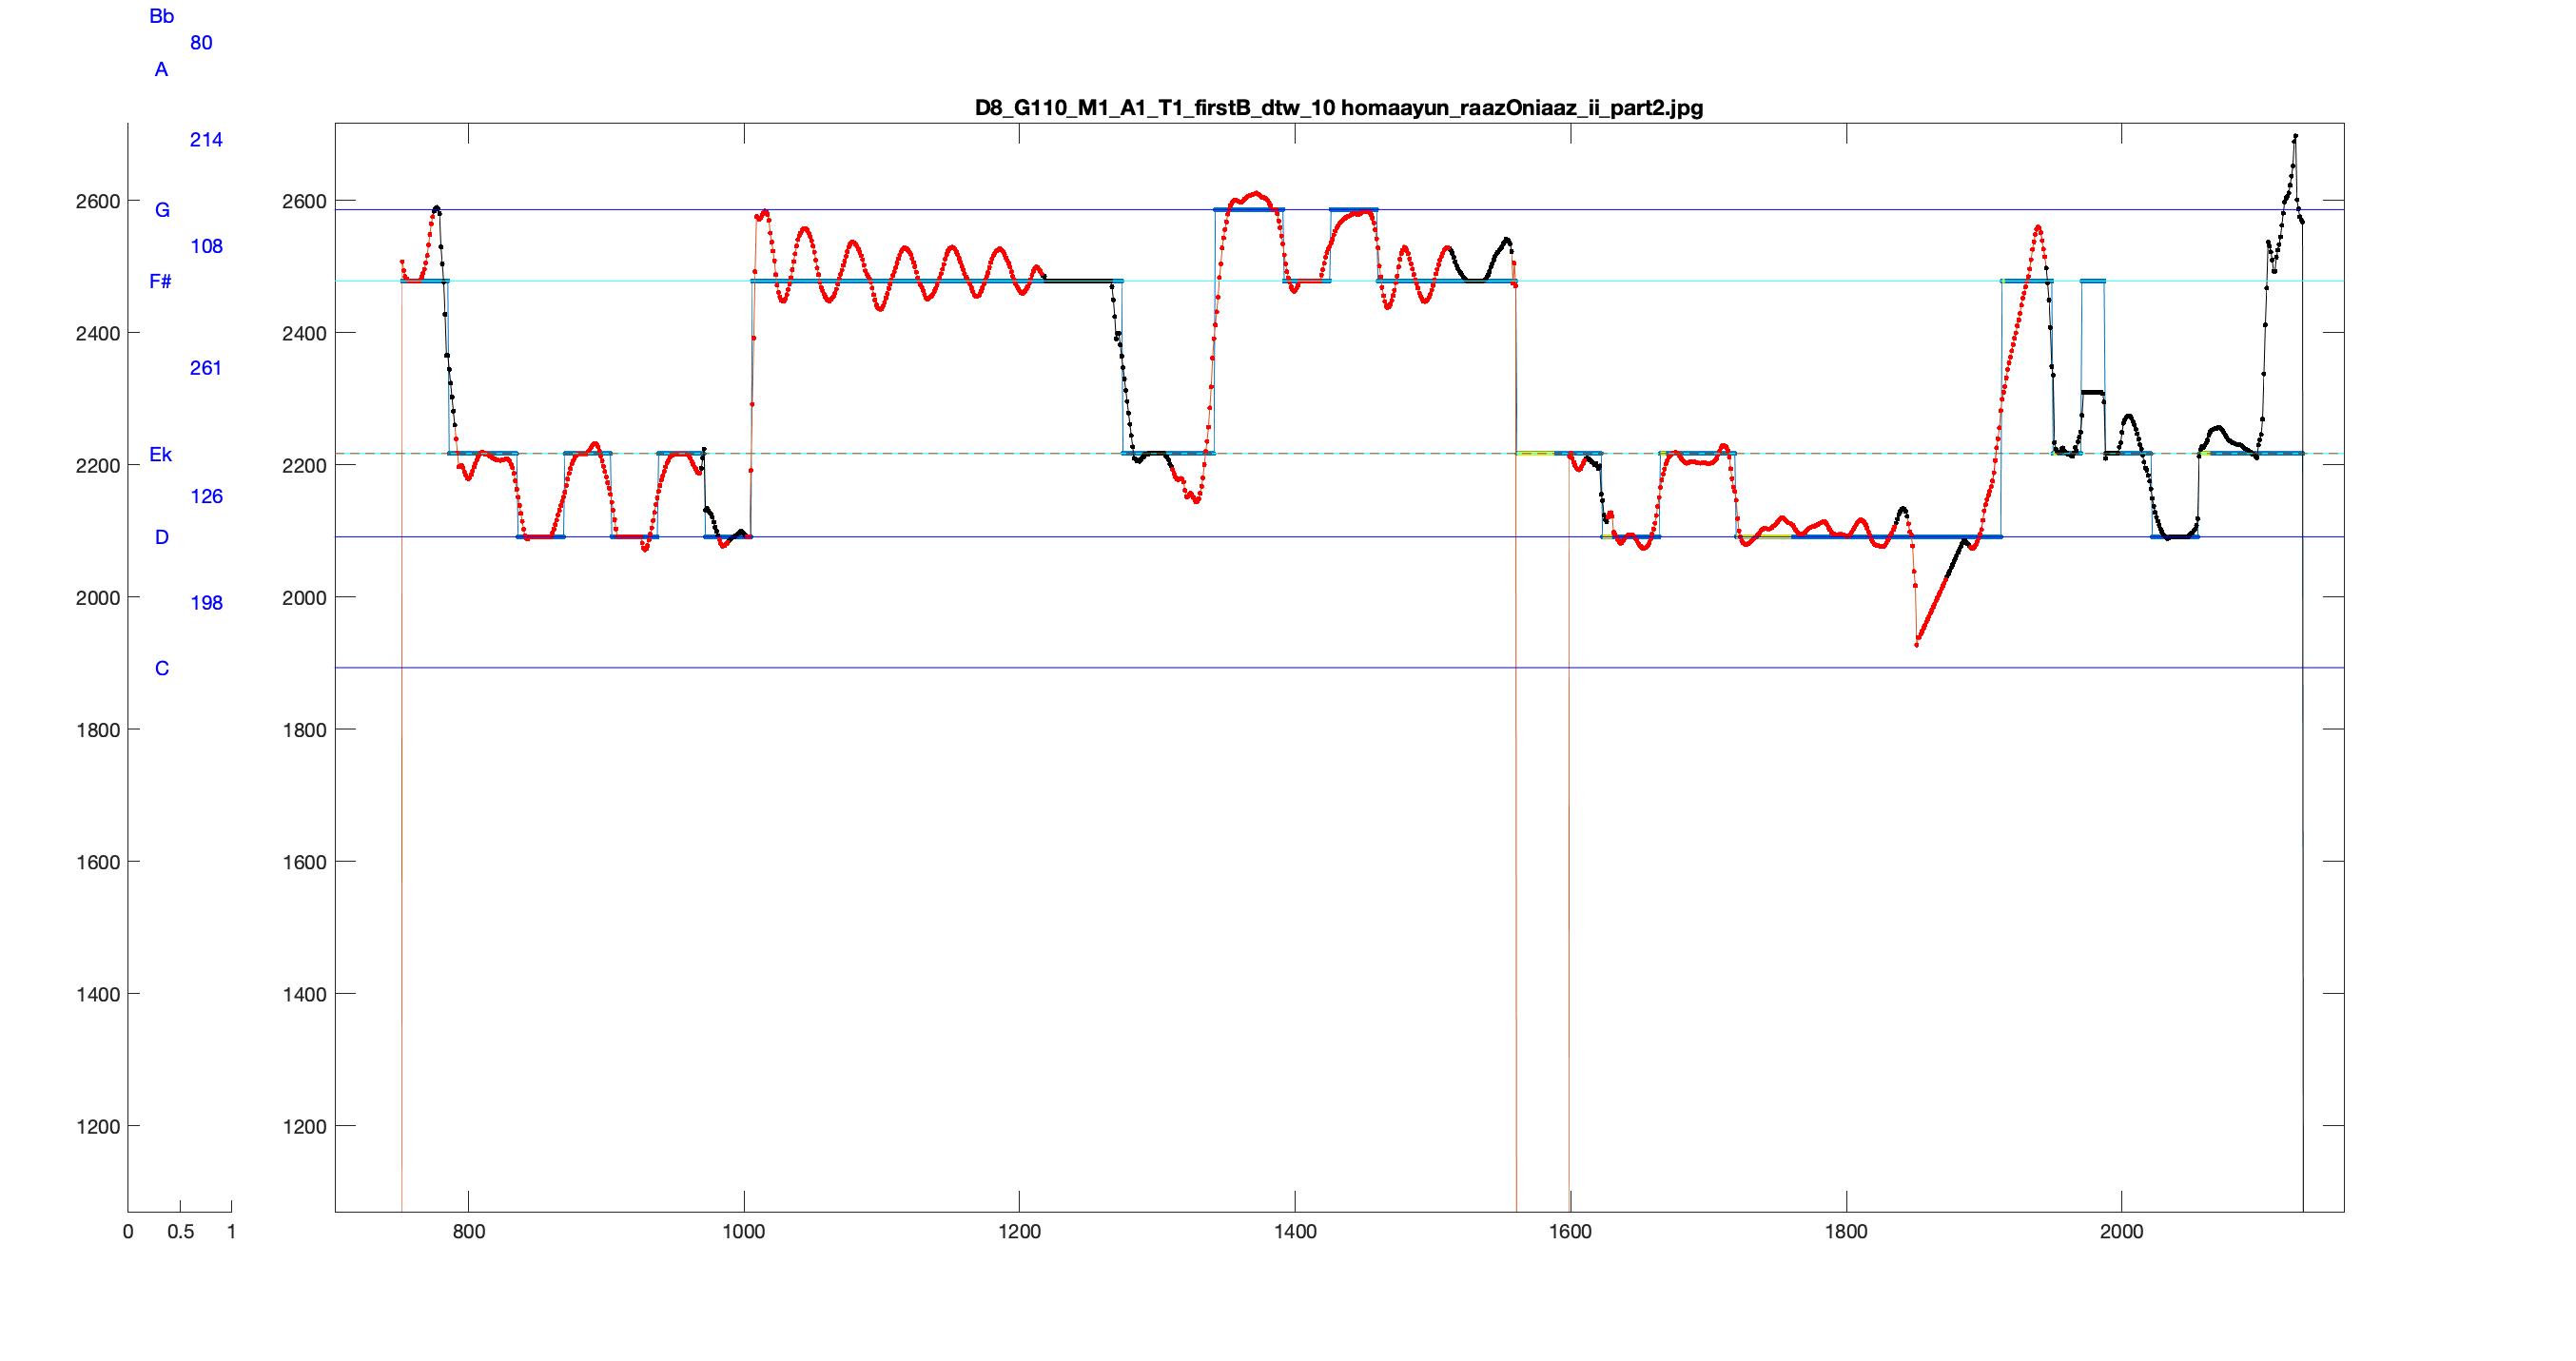 Bb
80
A
D8_G110_M1_A1_T1_firstB_dtw_10 homaayun_raazOniaaz_ii_part2.jpg
214
2600 G 2600
108
F#
2400 2400
261
2200 Ek 2200
126
D
2000 198 2000
C
1800 1800
1600 1600
1400 1400
1200 1200
0 0.5 1 800 1000 1200 1400 1600 1800 2000